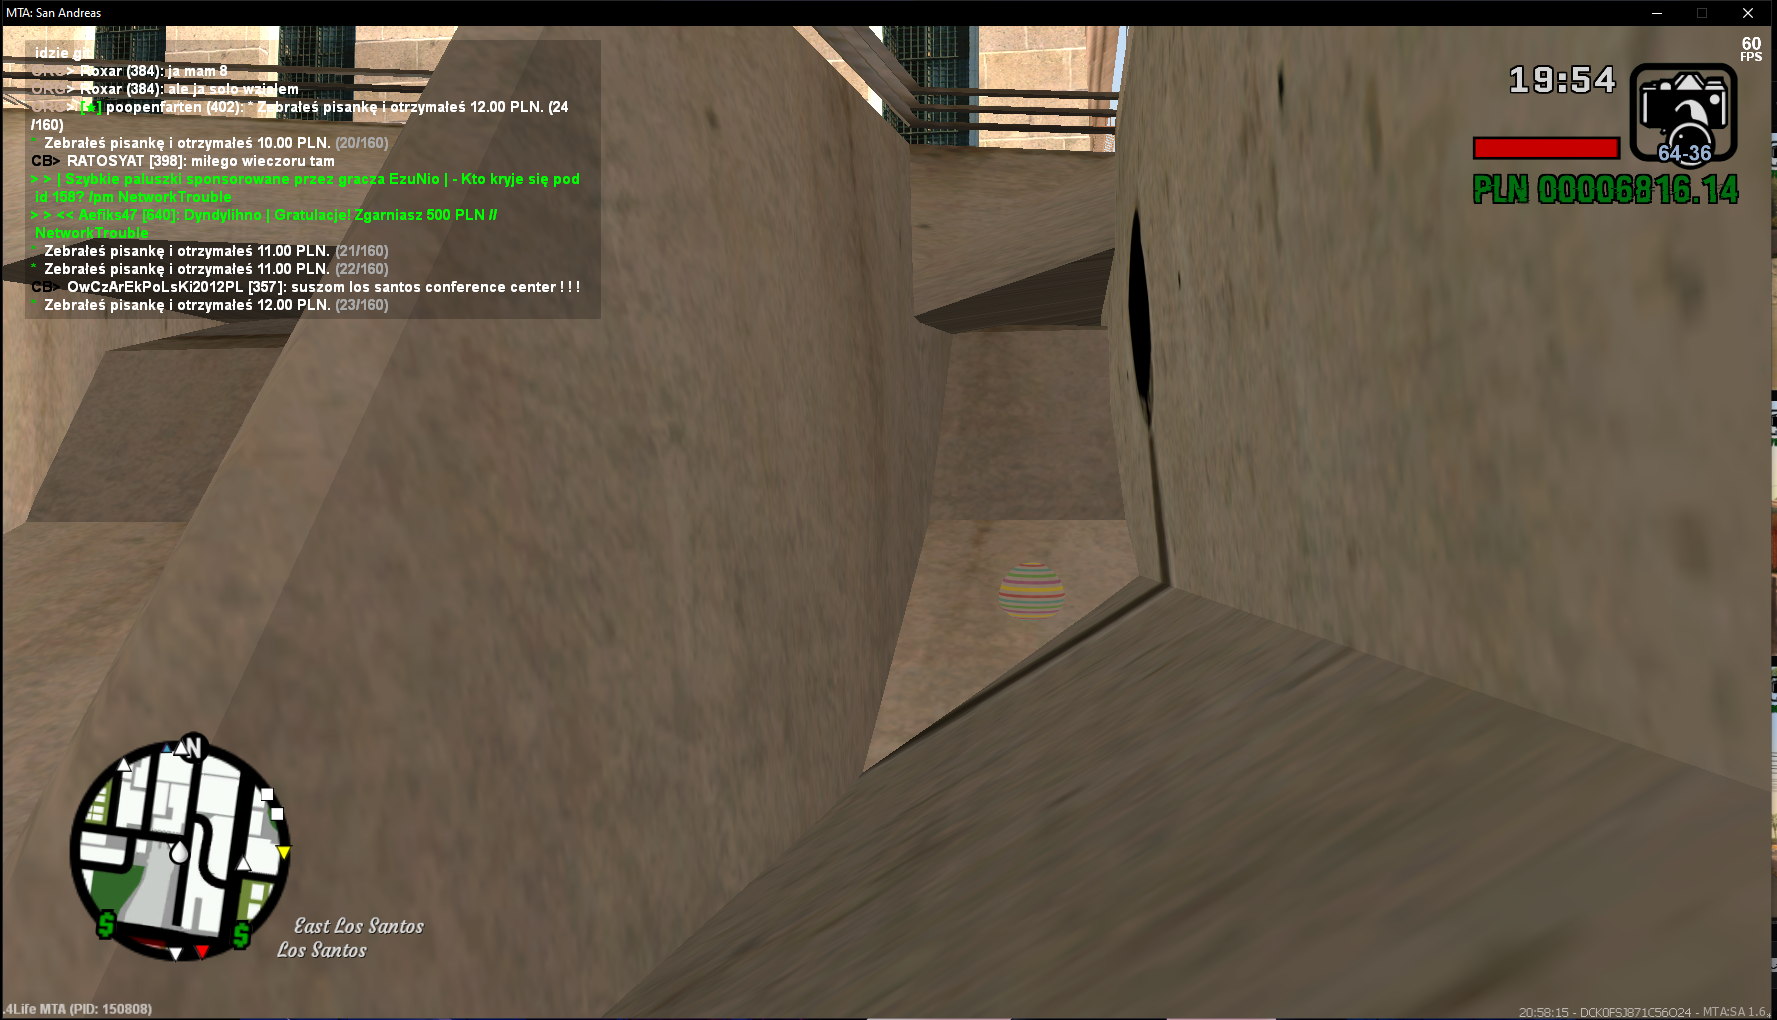 MTA: San Andreas
60
FPS
idzie git
ORG> Roxar (384): ja mam 8
ORG> Roxar (384): ale ja solo wziąłem
ORG> [★] poopenfarten (402): * Zebrałeś pisankę i otrzymałeś 12.00 PLN. (24
/160)
* Zebrałeś pisankę i otrzymałeś 10.00 PLN. (20/160)
CB> RATOSYAT [398]: miłego wieczoru tam
> > | Szybkie paluszki sponsorowane przez gracza EzuNio | - Kto kryje się pod
id 158? /pm NetworkTrouble
> > << Aefiks47 [640]: Dyndylihno | Gratulacje! Zgarniasz 500 PLN //
NetworkTrouble
* Zebrałeś pisankę i otrzymałeś 11.00 PLN. (21/160)
* Zebrałeś pisankę i otrzymałeś 11.00 PLN. (22/160)
CB> OwCzArEkPoLsKi2012PL [357]: suszom los santos conference center ! ! !
* Zebrałeś pisankę i otrzymałeś 12.00 PLN. (23/160)
19:54
64-36
PLN 00006816.14
N
East Los Santos
Los Santos
.4Life MTA (PID: 150808)
20:58:15 - DCK0FSJ871C56O24 - MTA:SA 1.6